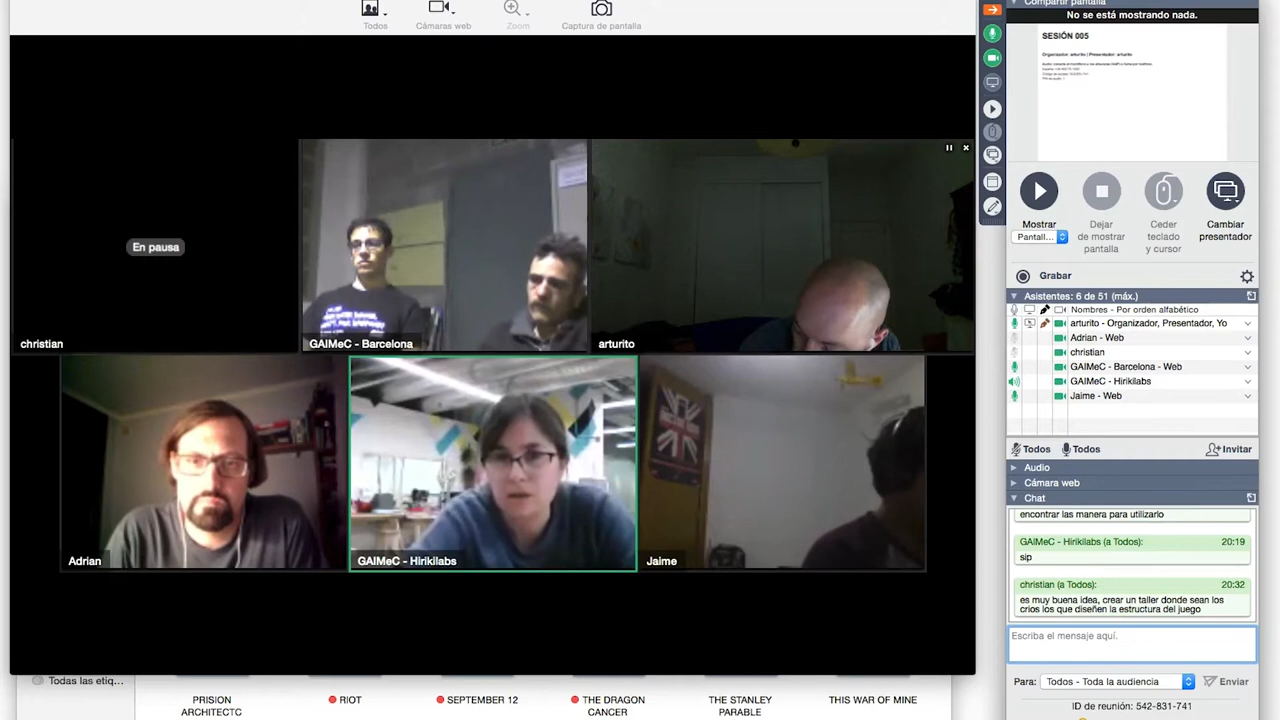 Compartir pantalla
Todos
Cámaras web
Zoom
Captura de pantalla
No se está mostrando nada.
SESIÓN 005
Organizador: arturito | Presentador: arturito
En pausa
christian
GAIMeC - Barcelona
arturito
Adrian
GAIMeC - Hirikilabs
Jaime
Mostrar
Pantall...
Dejar
de mostrar
pantalla
Ceder
teclado
y cursor
Cambiar
presentador
Grabar
Asistentes: 6 de 51 (máx.)
Nombres - Por orden alfabético
arturito - Organizador, Presentador, Yo
Adrian - Web
christian
GAIMeC - Barcelona - Web
GAIMeC - Hirikilabs
Jaime - Web
Todos
Todos
Invitar
Audio
Cámara web
Chat
encontrar las manera para utilizarlo
GAIMeC - Hirikilabs (a Todos): 20:19
sip
christian (a Todos): 20:32
es muy buena idea, crear un taller donde sean los
crios los que diseñen la estructura del juego
Escriba el mensaje aquí.
Para: Todos - Toda la audiencia Enviar
ID de reunión: 542-831-741
Todas las etiq...
PRISION
ARCHITECTC
RIOT
SEPTEMBER 12
THE DRAGON
CANCER
THE STANLEY
PARABLE
THIS WAR OF MINE